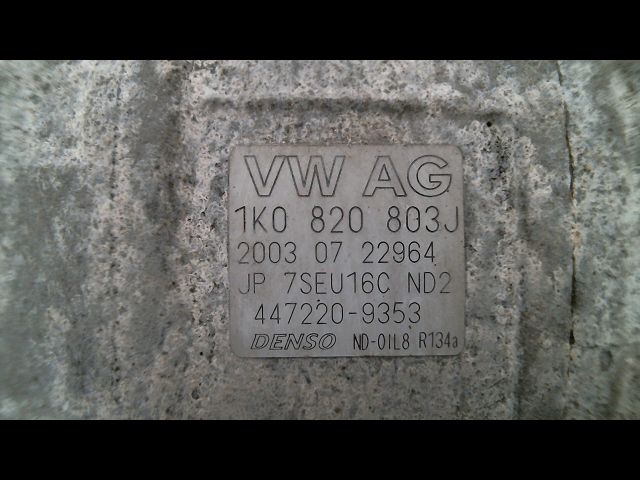 VW AG
1K0 820 803J
2003 07 22964
JP 7SEU16C ND2
447220-9353
DENSO ND-OIL8 R134a